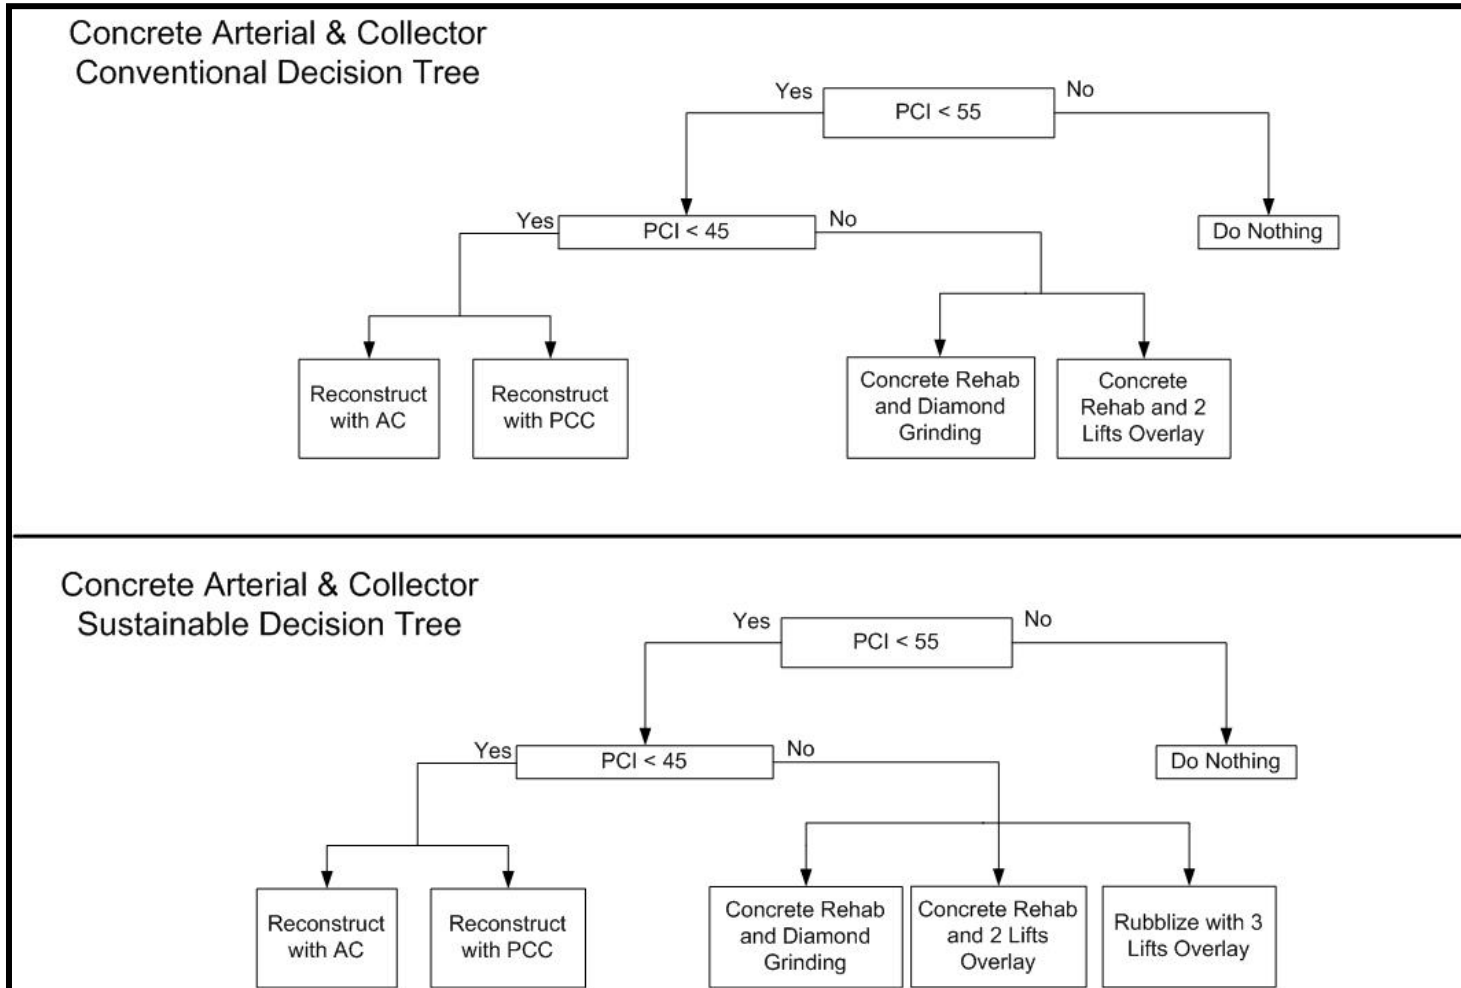 Concrete Arterial & Collector
Conventional Decision Tree
Yes
PCI < 55
No
Yes
PCI < 45
No
Do Nothing
Reconstruct
with AC
Reconstruct
with PCC
Concrete Rehab
and Diamond
Grinding
Concrete
Rehab and 2
Lifts Overlay
Concrete Arterial & Collector
Sustainable Decision Tree
Yes
PCI < 55
No
Yes
PCI < 45
No
Do Nothing
Reconstruct
with AC
Reconstruct
with PCC
Concrete Rehab
and Diamond
Grinding
Concrete Rehab
and 2 Lifts
Overlay
Rubblize with 3
Lifts Overlay